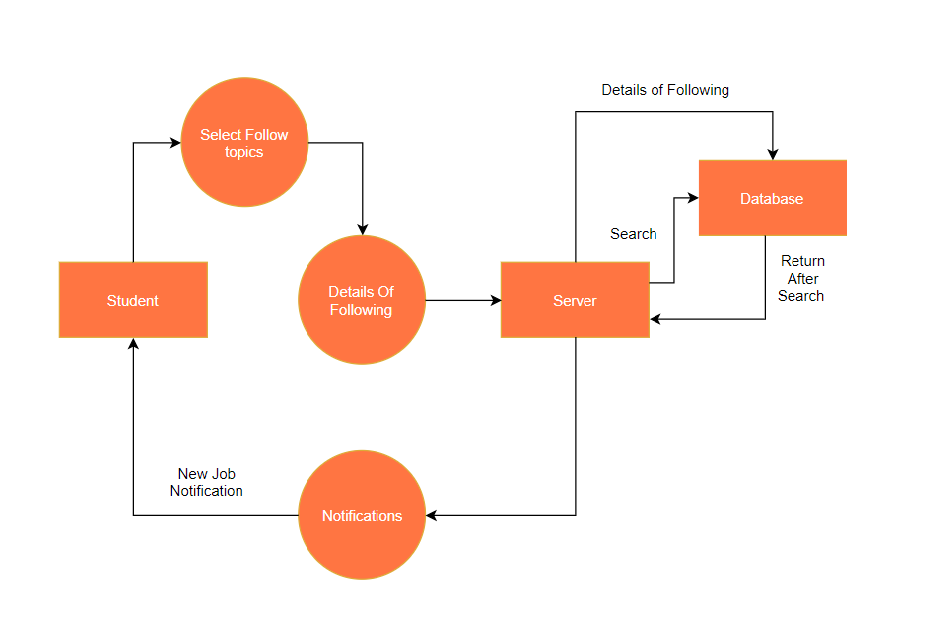 Details of Following
Select Follow
topics
Database
Search
Return
After
Search
Student
Details Of
Following
Server
New Job
Notification
Notifications